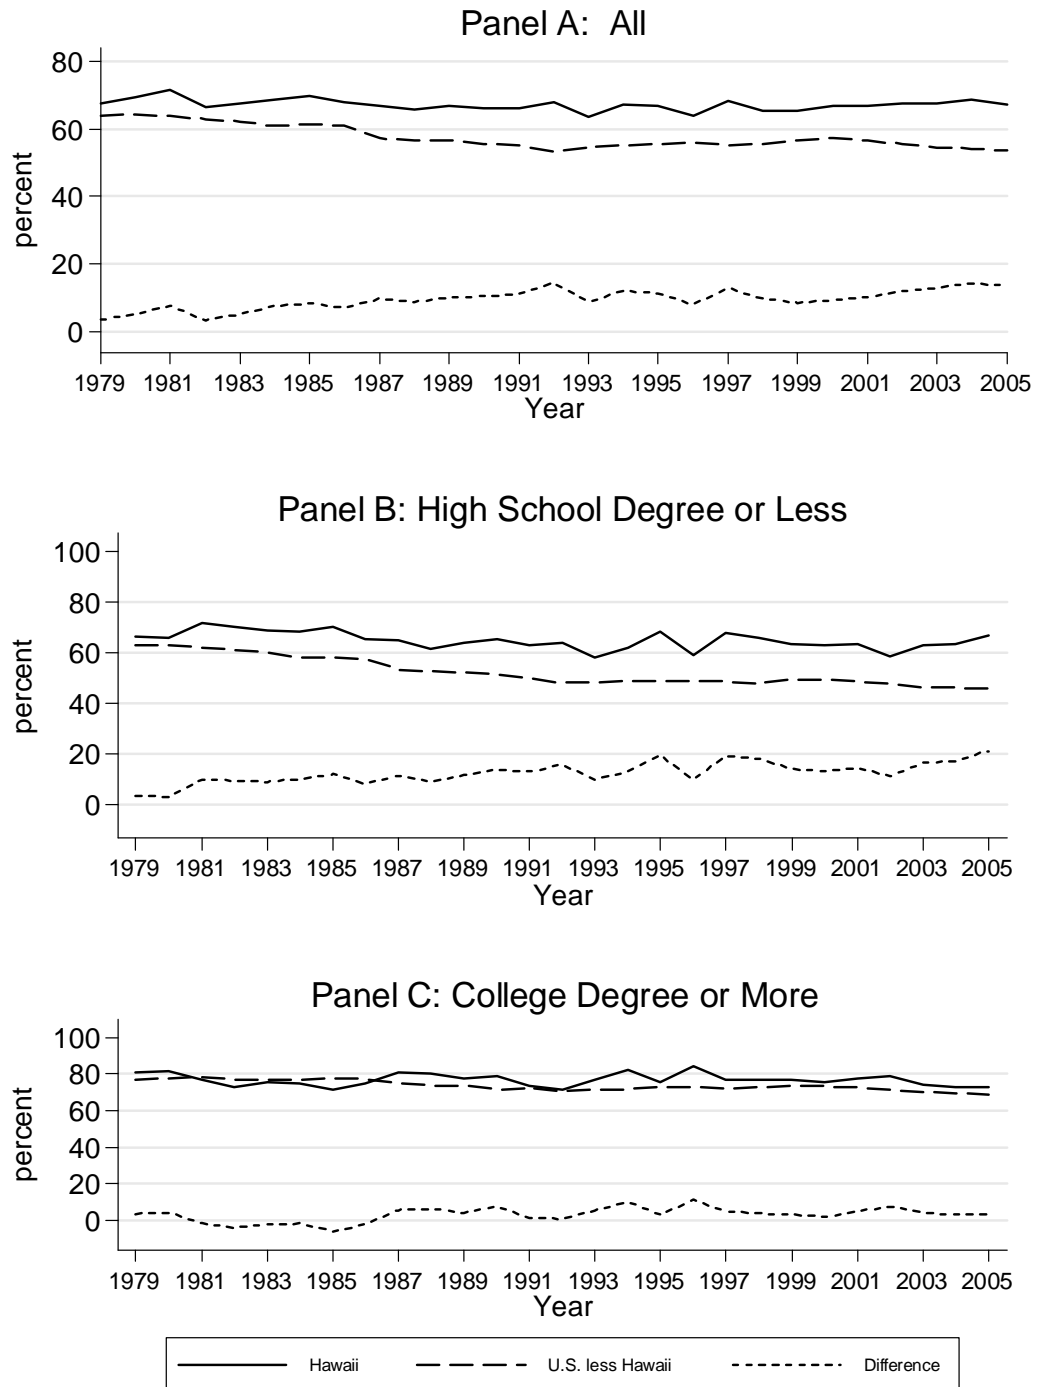 Panel A: All
percent
80
60
40
20
0
1979 1981 1983 1985 1987 1989 1991 1993 1995 1997 1999 2001 2003 2005
Year
Panel B: High School Degree or Less
percent
100
80
60
40
20
0
1979 1981 1983 1985 1987 1989 1991 1993 1995 1997 1999 2001 2003 2005
Year
Panel C: College Degree or More
percent
100
80
60
40
20
0
1979 1981 1983 1985 1987 1989 1991 1993 1995 1997 1999 2001 2003 2005
Year
Hawaii U.S. less Hawaii Difference